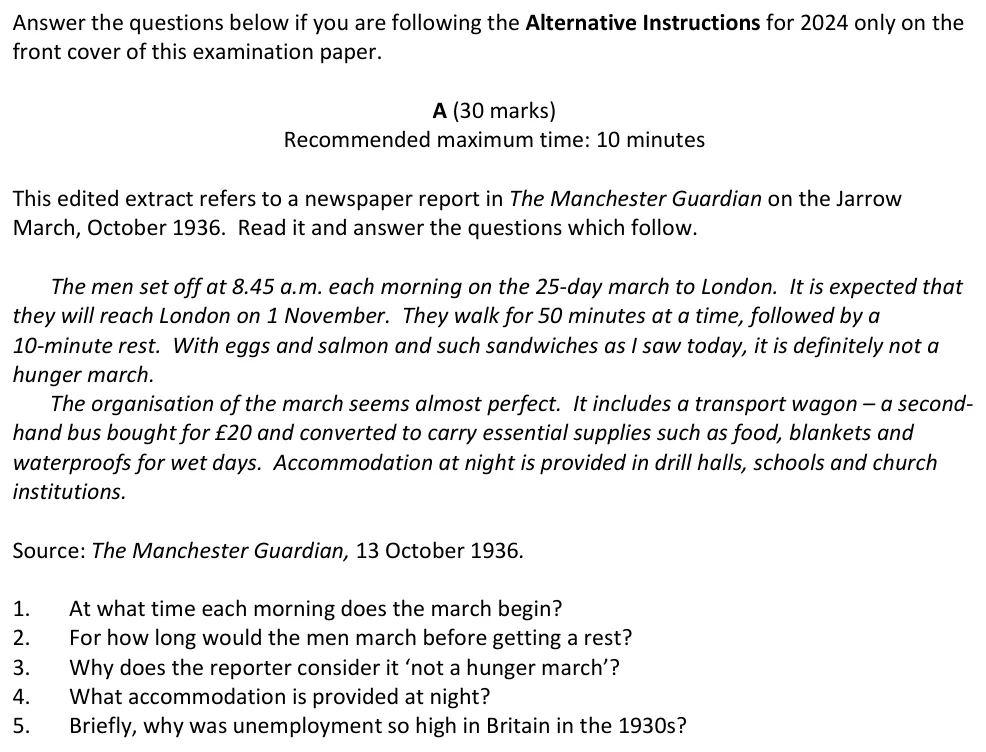 Answer the questions below if you are following the Alternative Instructions for 2024 only on the
front cover of this examination paper.
A (30 marks)
Recommended maximum time: 10 minutes
This edited extract refers to a newspaper report in The Manchester Guardian on the Jarrow
March, October 1936. Read it and answer the questions which follow.
The men set off at 8.45 a.m. each morning on the 25-day march to London. It is expected that
they will reach London on 1 November. They walk for 50 minutes at a time, followed by a
10-minute rest. With eggs and salmon and such sandwiches as I saw today, it is definitely not a
hunger march.
The organisation of the march seems almost perfect. It includes a transport wagon – a second-
hand bus bought for £20 and converted to carry essential supplies such as food, blankets and
waterproofs for wet days. Accommodation at night is provided in drill halls, schools and church
institutions.
Source: The Manchester Guardian, 13 October 1936.
1. At what time each morning does the march begin?
2. For how long would the men march before getting a rest?
3. Why does the reporter consider it ‘not a hunger march’?
4. What accommodation is provided at night?
5. Briefly, why was unemployment so high in Britain in the 1930s?